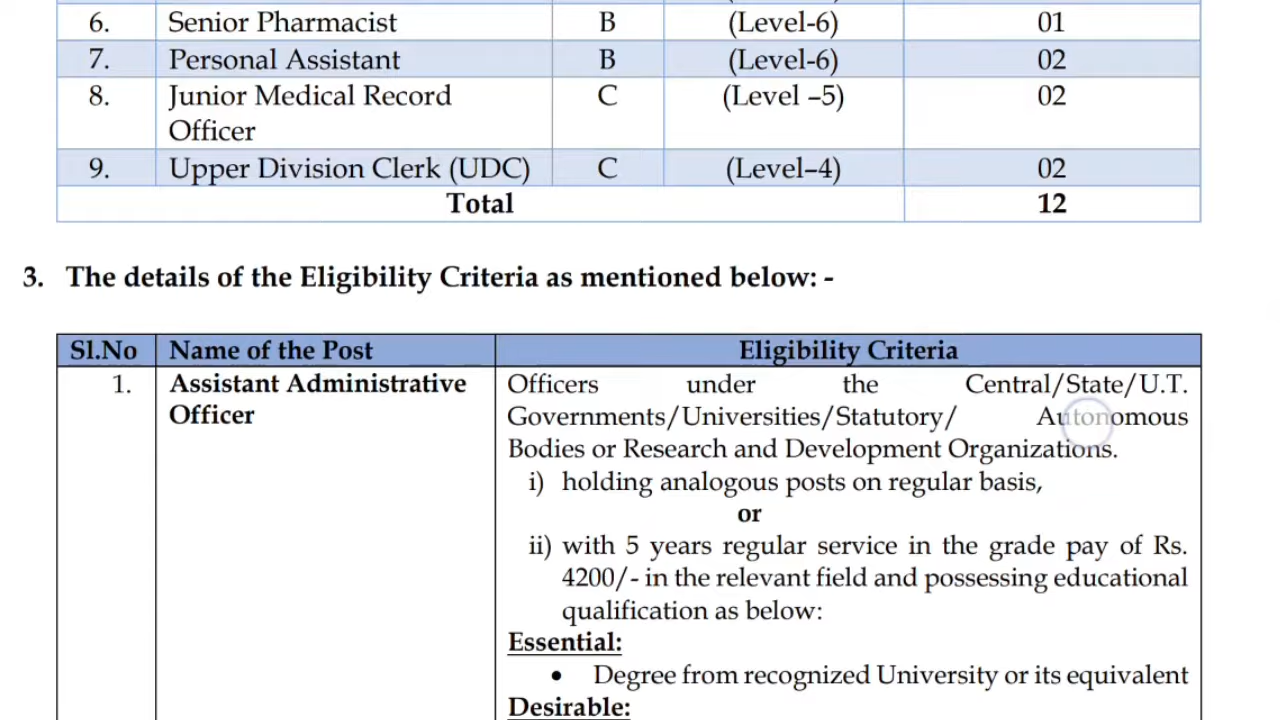 6. Senior Pharmacist B (Level-6) 01
7. Personal Assistant B (Level-6) 02
8. Junior Medical Record Officer C (Level –5) 02
9. Upper Division Clerk (UDC) C (Level–4) 02
Total 12
3. The details of the Eligibility Criteria as mentioned below: -
Sl.No Name of the Post Eligibility Criteria
1. Assistant Administrative Officer
Officers under the Central/State/U.T.
Governments/Universities/Statutory/ Autonomous
Bodies or Research and Development Organizations.
i) holding analogous posts on regular basis,
or
ii) with 5 years regular service in the grade pay of Rs.
4200/- in the relevant field and possessing educational
qualification as below:
Essential:
• Degree from recognized University or its equivalent
Desirable: